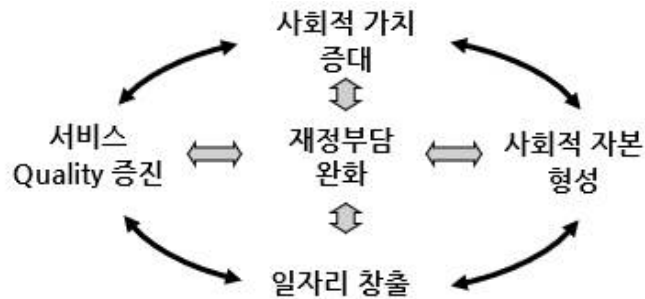 사회적 가치
증대
서비스
Quality 증진
재정부담
완화
사회적 자본
형성
일자리 창출